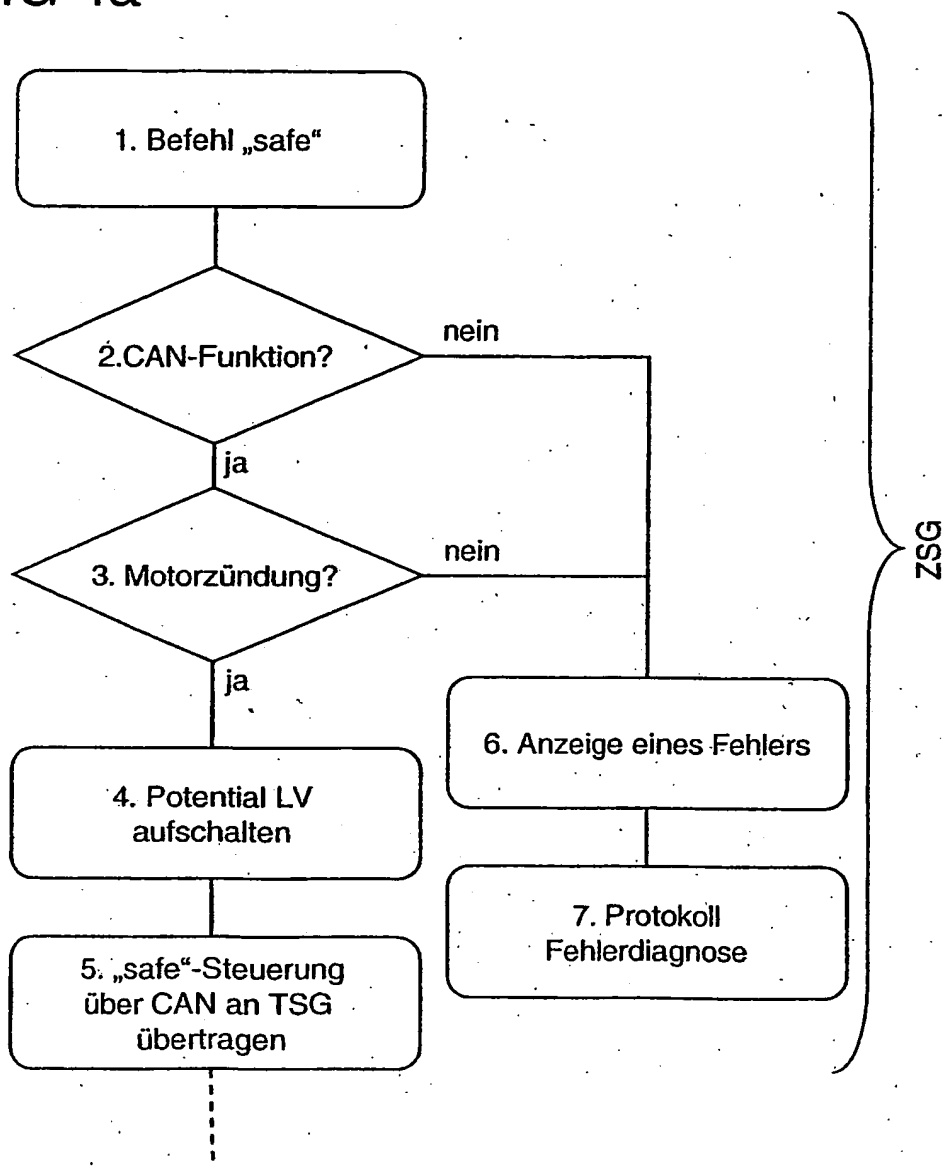 1. Befehl „safe“
2.CAN-Funktion?
nein
ja
3. Motorzündung?
nein
ja
4. Potential LV
aufschalten
5. „safe“-Steuerung
über CAN an TSG
übertragen
6. Anzeige eines Fehlers
7. Protokoll
Fehlerdiagnose
ZSG